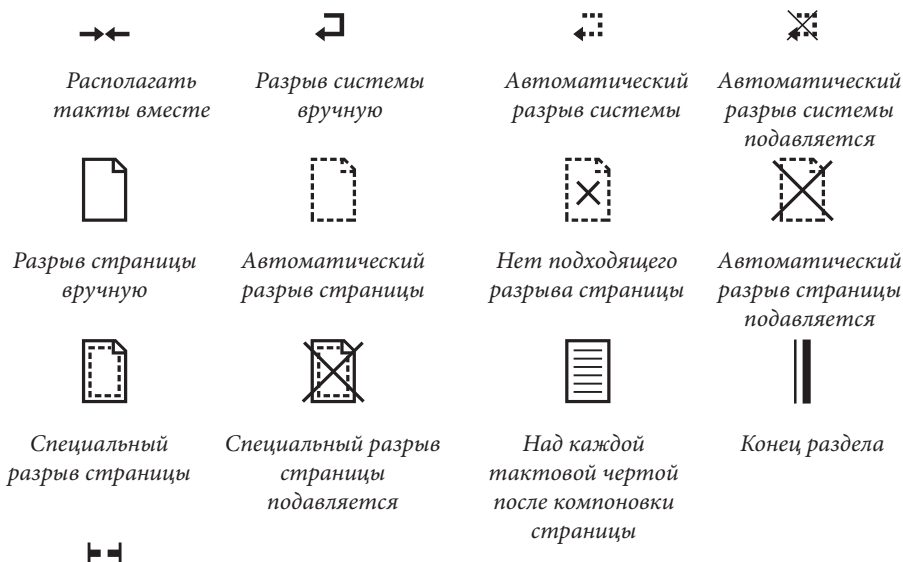 Располагать
такты вместе
Разрыв системы
вручную
Автоматический
разрыв системы
Автоматический
разрыв системы
подавляется
Разрыв страницы
вручную
Автоматический
разрыв страницы
Нет подходящего
разрыва страницы
Автоматический
разрыв страницы
подавляется
Специальный
разрыв страницы
Специальный разрыв
страницы
подавляется
Над каждой
тактовой чертой
после компоновки
страницы
Конец раздела